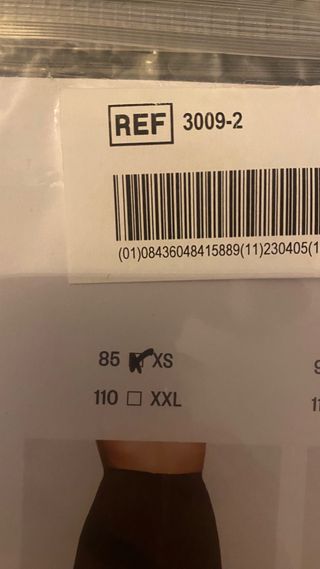 REF 3009-2
(01)08436048415889(11)230405(1
85 XS
110 □ XXL